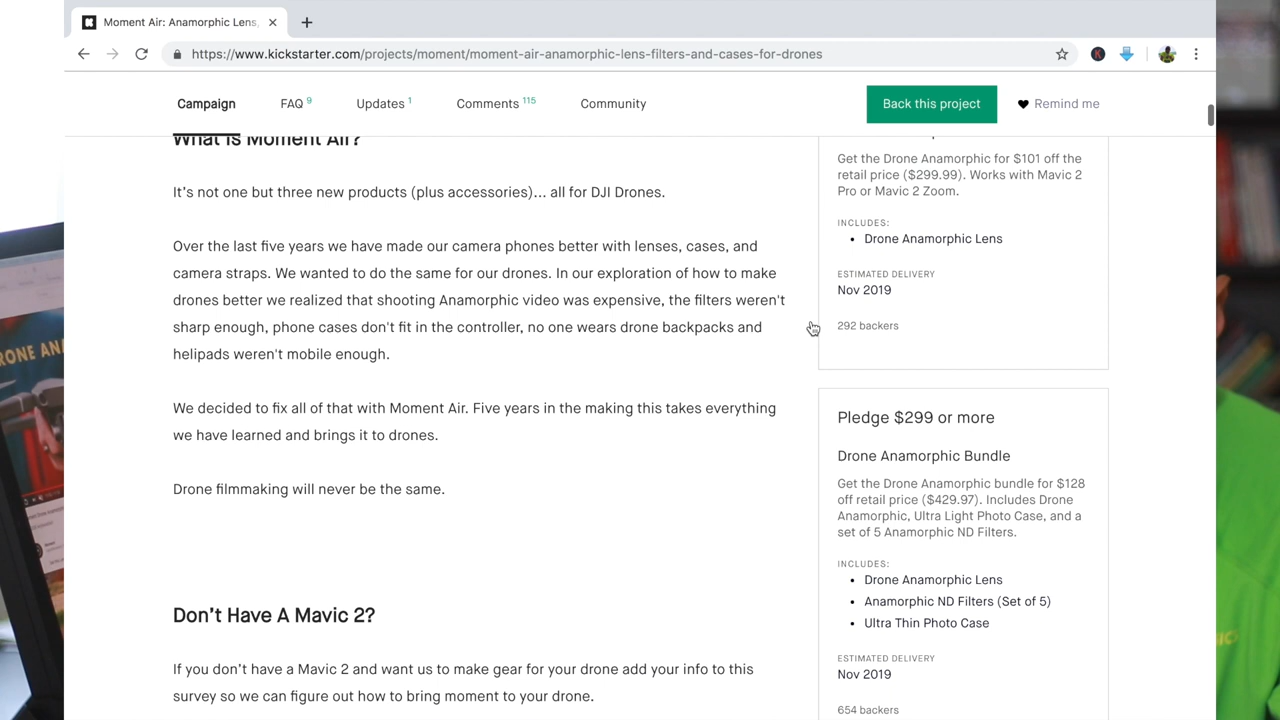 Moment Air: Anamorphic Lens,
https://www.kickstarter.com/projects/moment/moment-air-anamorphic-lens-filters-and-cases-for-drones
Campaign
FAQ 9
Updates 1
Comments 115
Community
Back this project
Remind me
What Is Moment Air?
It’s not one but three new products (plus accessories)... all for DJI Drones.
Over the last five years we have made our camera phones better with lenses, cases, and
camera straps. We wanted to do the same for our drones. In our exploration of how to make
drones better we realized that shooting Anamorphic video was expensive, the filters weren't
sharp enough, phone cases don't fit in the controller, no one wears drone backpacks and
helipads weren't mobile enough.
We decided to fix all of that with Moment Air. Five years in the making this takes everything
we have learned and brings it to drones.
Drone filmmaking will never be the same.
Don’t Have A Mavic 2?
If you don’t have a Mavic 2 and want us to make gear for your drone add your info to this
survey so we can figure out how to bring moment to your drone.
Get the Drone Anamorphic for $101 off the
retail price ($299.99). Works with Mavic 2
Pro or Mavic 2 Zoom.
INCLUDES:
• Drone Anamorphic Lens
ESTIMATED DELIVERY
Nov 2019
292 backers
Pledge $299 or more
Drone Anamorphic Bundle
Get the Drone Anamorphic bundle for $128
off retail price ($429.97). Includes Drone
Anamorphic, Ultra Light Photo Case, and a
set of 5 Anamorphic ND Filters.
INCLUDES:
• Drone Anamorphic Lens
• Anamorphic ND Filters (Set of 5)
• Ultra Thin Photo Case
ESTIMATED DELIVERY
Nov 2019
654 backers